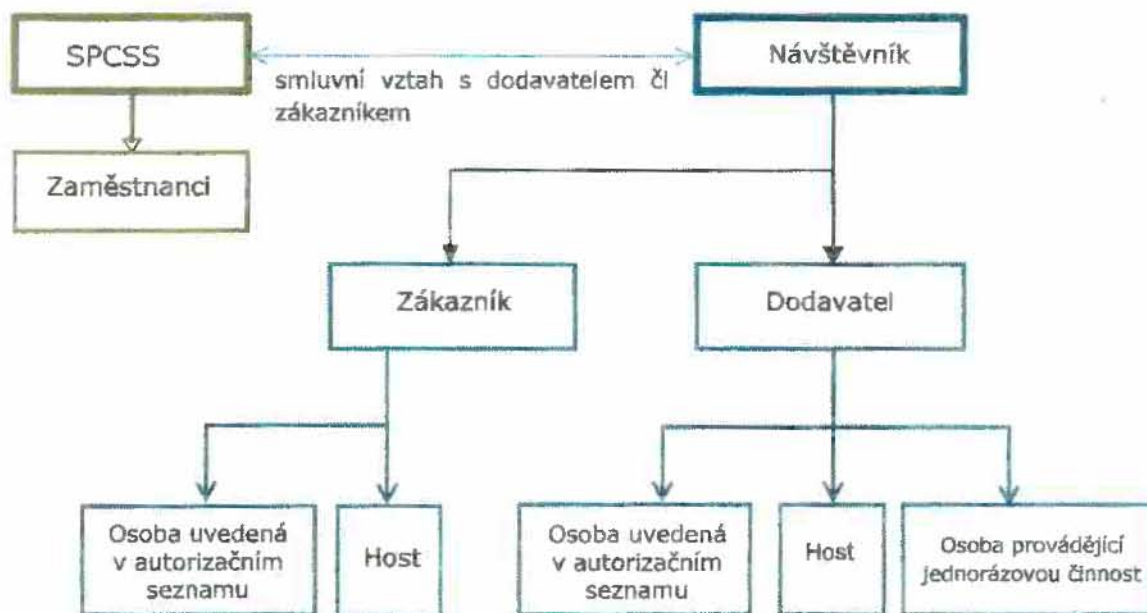 SPCSS
Návštěvník
smluvní vztah s dodavatelem či
zákazníkem
Zaměstnanci
Zákazník
Dodavatel
Osoba uvedená
v autorizačním
seznamu
Host
Osoba uvedená
v autorizačním
seznamu
Host
Osoba provádějící
jednorázovou činnost